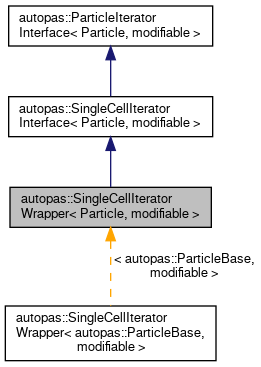 autopas::ParticleIterator
Interface< Particle, modifiable >
autopas::SingleCellIterator
Interface< Particle, modifiable >
autopas::SingleCellIterator
Wrapper< Particle, modifiable >
< autopas::ParticleBase,
modifiable >
autopas::SingleCellIterator
Wrapper< autopas::ParticleBase,
modifiable >